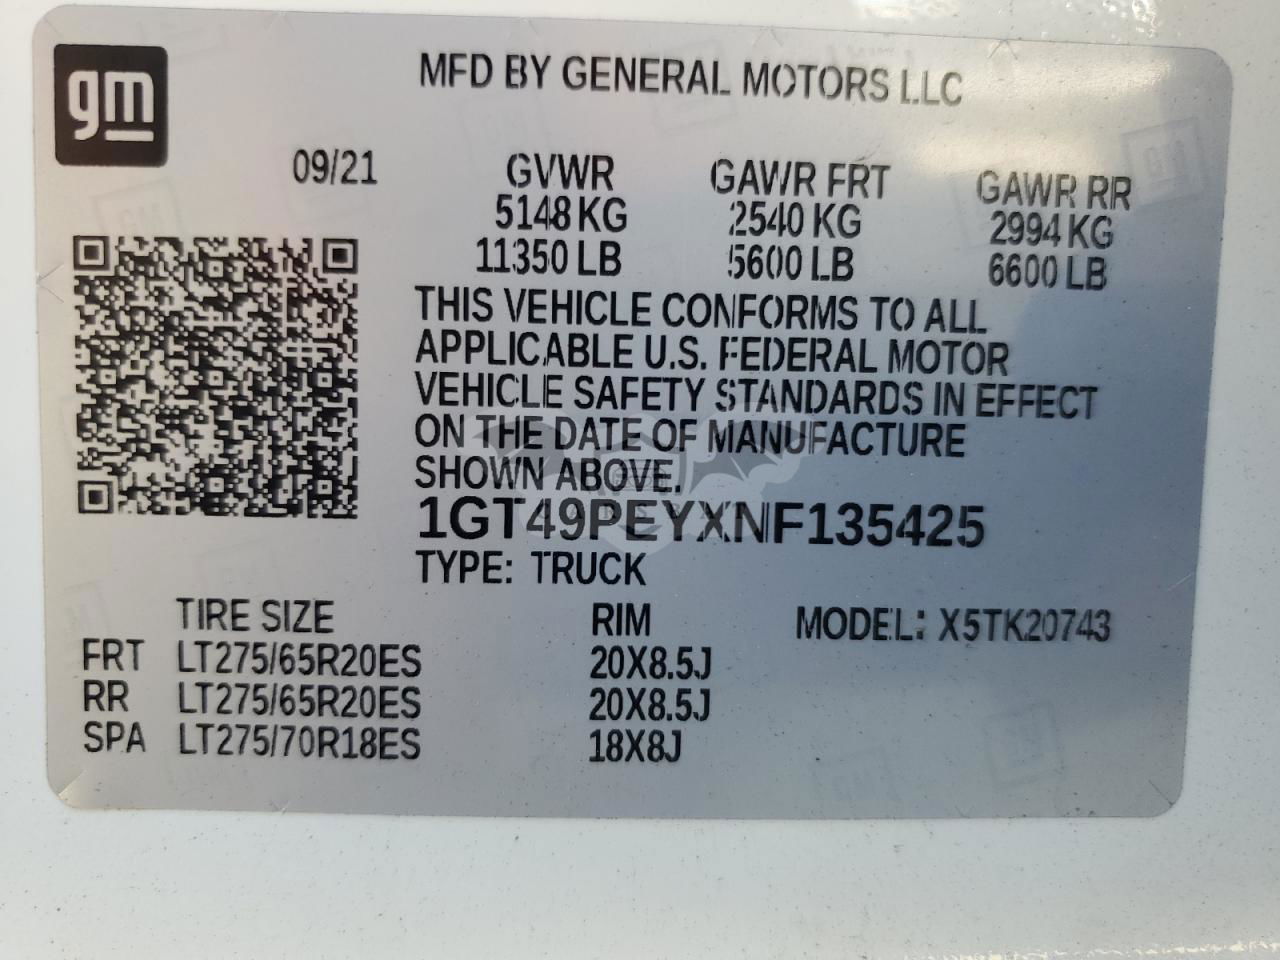 gm
MFD BY GENERAL MOTORS LLC
09/21 GVWR GAWR FRT GAWR RR
5148 KG 2540 KG 2994 KG
11350 LB 5600 LB 6600 LB
THIS VEHICLE CONFORMS TO ALL
APPLICABLE U.S. FEDERAL MOTOR
VEHICLE SAFETY STANDARDS IN EFFECT
ON THE DATE OF MANUFACTURE
SHOWN ABOVE.
1GT49PEYXNF135425
TYPE: TRUCK
TIRE SIZE RIM MODEL: X5TK20743
FRT LT275/65R20ES 20X8.5J
RR LT275/65R20ES 20X8.5J
SPA LT275/70R18ES 18X8J